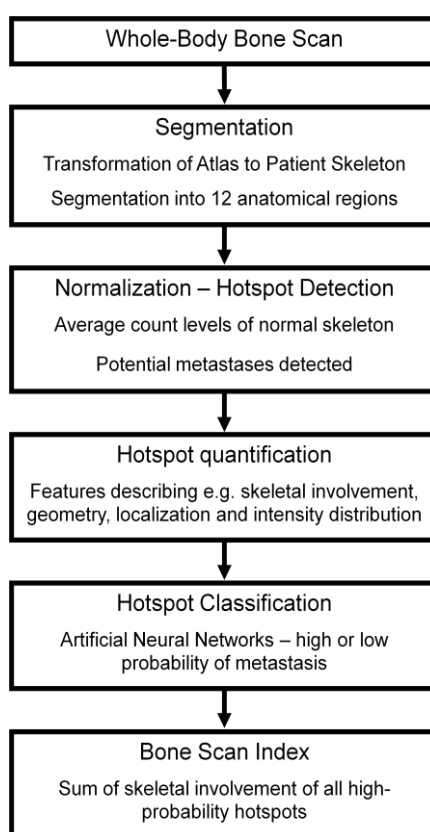 Whole-Body Bone Scan
Segmentation
Transformation of Atlas to Patient Skeleton
Segmentation into 12 anatomical regions
Normalization – Hotspot Detection
Average count levels of normal skeleton
Potential metastases detected
Hotspot quantification
Features describing e.g. skeletal involvement,
geometry, localization and intensity distribution
Hotspot Classification
Artificial Neural Networks – high or low
probability of metastasis
Bone Scan Index
Sum of skeletal involvement of all high-
probability hotspots